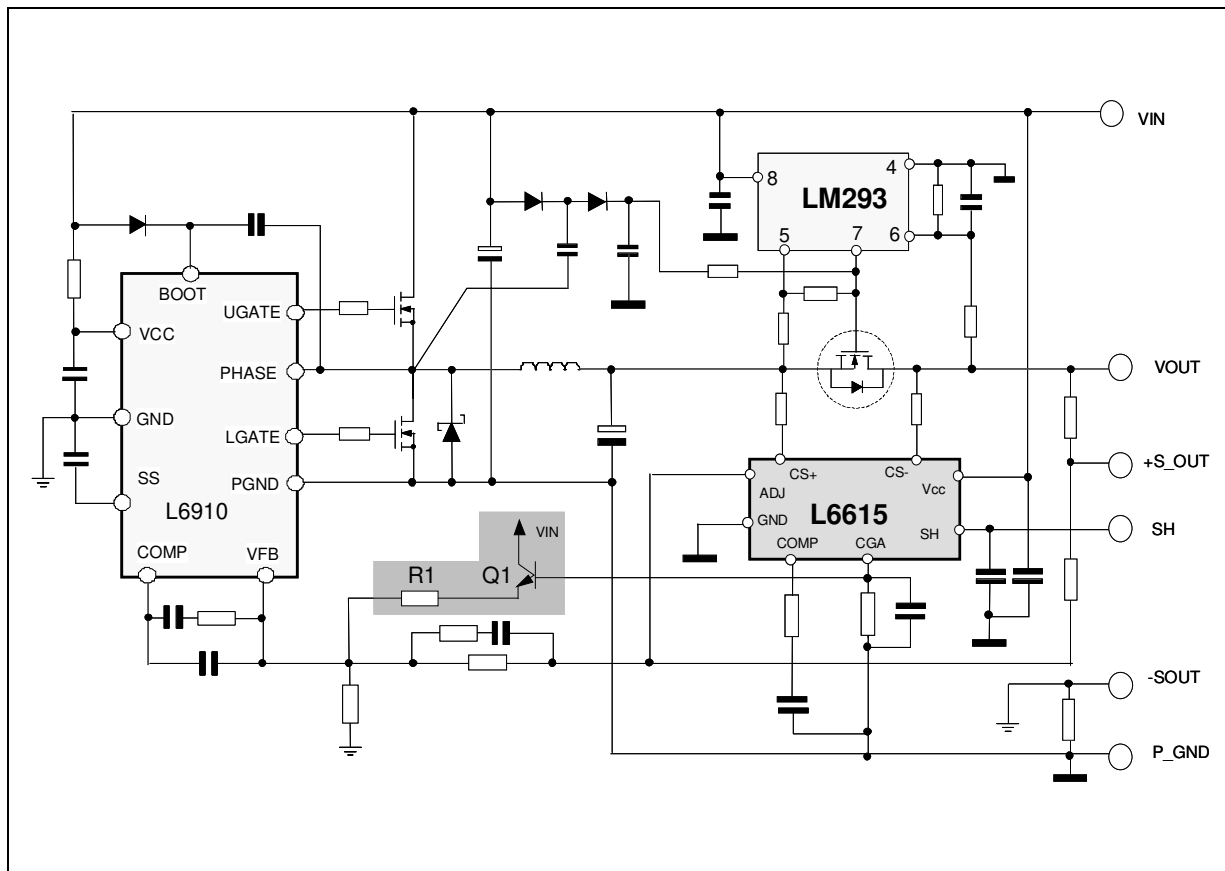 VIN
8
4
LM293
5
7
6
BOOT
UGATE
VCC
PHASE
VOUT
GND
LGATE
+S_OUT
CS+
CS-
SS
PGND
ADJ
Vcc
L6910
L6615
GND
SH
SH
VIN
COMP
CGA
COMP
VFB
R1
Q1
-SOUT
P_GND